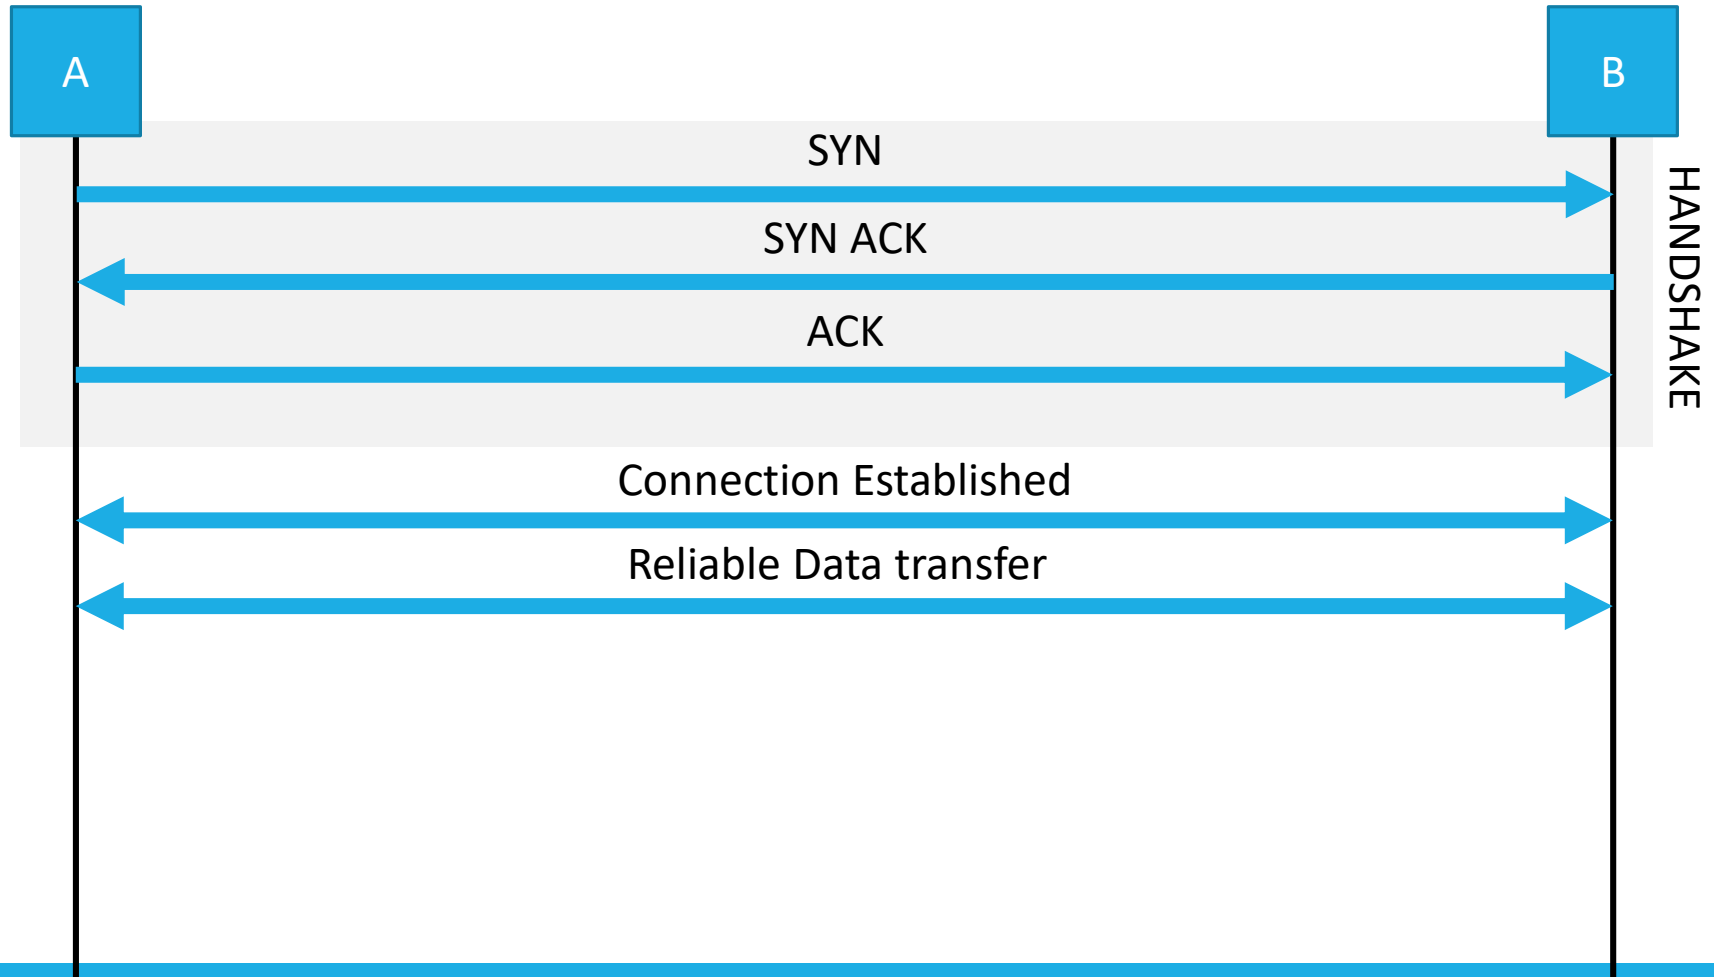 A
B
SYN
SYN ACK
ACK
HANDSHAKE
Connection Established
Reliable Data transfer